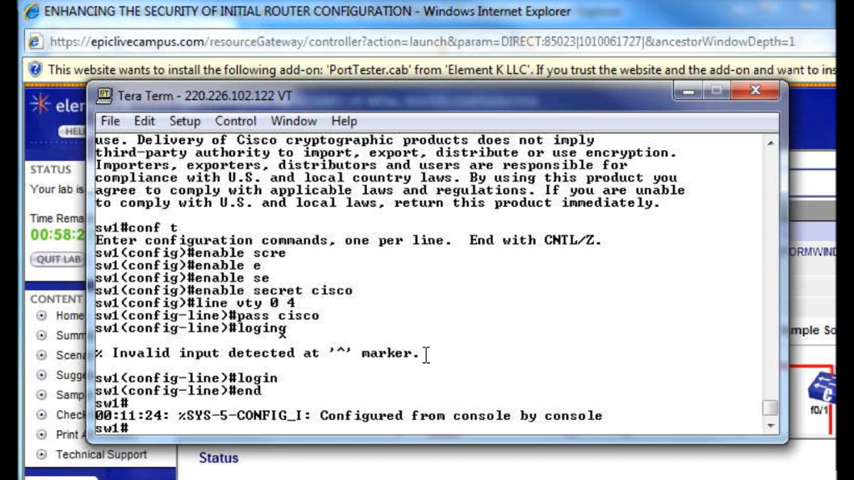 ENHANCING THE SECURITY OF INITIAL ROUTER CONFIGURATION - Windows Internet Explorer
https://epiclivecampus.com/resourceGateway/controller?action=launch&param=DIRECT:85023|1010061727|&ancestorWindowDepth=1
This website wants to install the following add-on: 'PortTester.cab' from 'Element K LLC'. If you trust the website and the add-on and want to ins
elem
HEL
STATUS
Your lab is
Time Rema
00:58:2
QUIT LAB
CONTENT
Home
Summ
Scena
Sugge
Samp
Check
Print A
Technical Support
Tera Term - 220.226.102.122 VT
File Edit Setup Control Window Help
use. Delivery of Cisco cryptographic products does not imply
third-party authority to import, export, distribute or use encryption.
Importers, exporters, distributors and users are responsible for
compliance with U.S. and local country laws. By using this product you
agree to comply with applicable laws and regulations. If you are unable
to comply with U.S. and local laws, return this product immediately.
sw1#conf t
Enter configuration commands, one per line.  End with CNTL/Z.
sw1(config)#enable scre
sw1(config)#enable e
sw1(config)#enable se
sw1(config)#enable secret cisco
sw1(config)#line vty 0 4
sw1(config-line)#pass cisco
sw1(config-line)#loging
^
% Invalid input detected at '^' marker.
sw1(config-line)#login
sw1(config-line)#end
sw1#
00:11:24: %SYS-5-CONFIG_I: Configured from console by console
sw1#
ORMWIND
mple So
f0/1
Status